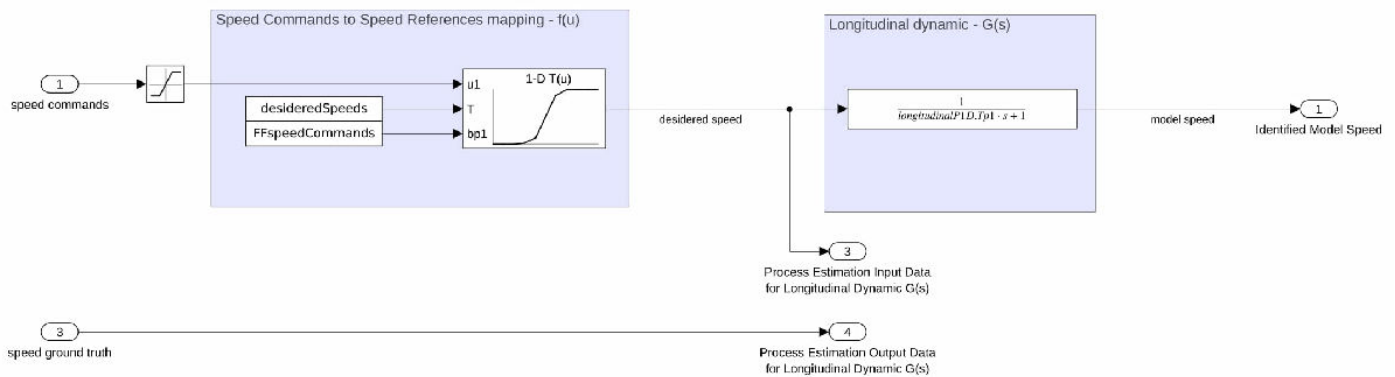 Speed Commands to Speed References mapping - f(u)
Longitudinal dynamic - G(s)
1
speed commands
1-D T(u)
u1
T
bp1
desideredSpeeds
FFspeedCommands
desidered speed
1
longitudinalP1D.Tp1 · s + 1
model speed
1
Identified Model Speed
3
Process Estimation Input Data
for Longitudinal Dynamic G(s)
3
speed ground truth
4
Process Estimation Output Data
for Longitudinal Dynamic G(s)